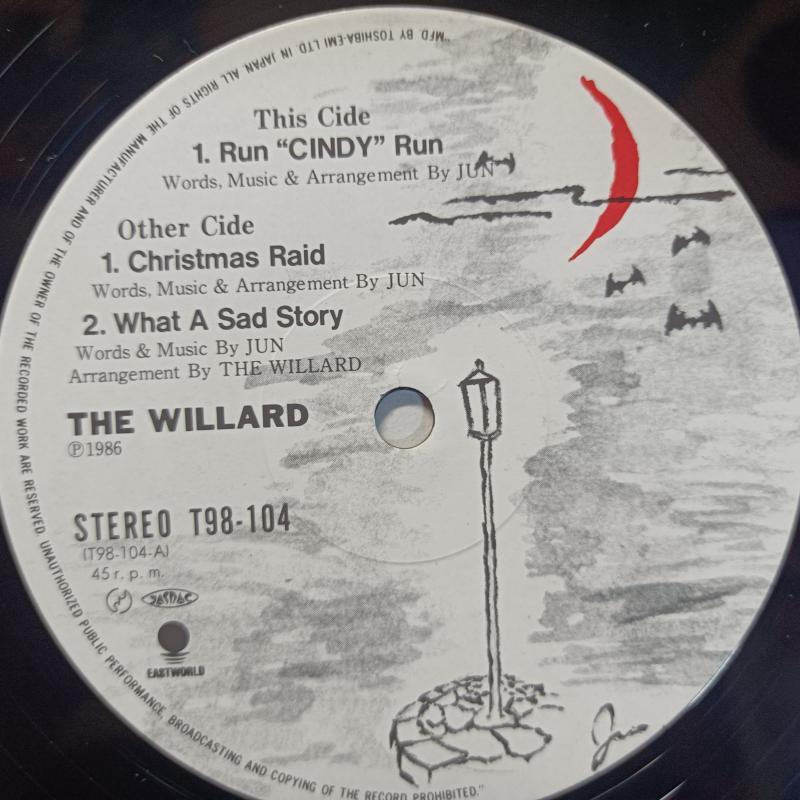 This Cide
1. Run “CINDY” Run
Words, Music & Arrangement By JUN
Other Cide
1. Christmas Raid
Words, Music & Arrangement By JUN
2. What A Sad Story
Words & Music By JUN
Arrangement By THE WILLARD
THE WILLARD
Ⓟ1986
STEREO T98-104
(T98-104-A)
45 r. p. m.
JASRAC
EASTWORLD
Jun
"MFD. BY TOSHIBA-EMI LTD. IN JAPAN. ALL RIGHTS OF THE MANUFACTURER AND OF THE OWNER OF THE RECORDED WORK ARE RESERVED. UNAUTHORIZED PUBLIC PERFORMANCE, BROADCASTING AND COPYING OF THE RECORD PROHIBITED."